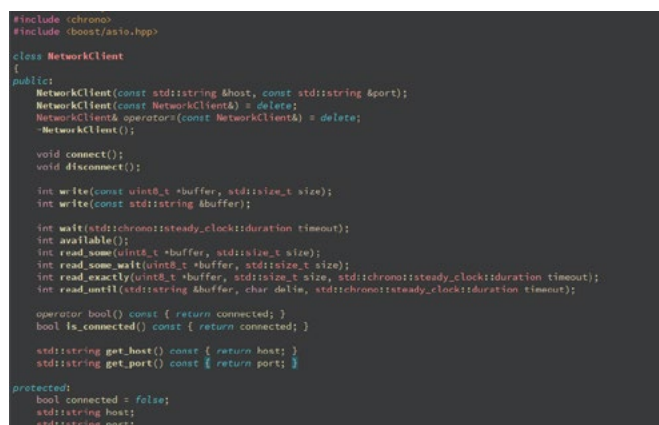 #include <chrono>
#include <boost/asio.hpp>
class NetworkClient
{
public:
NetworkClient(const std::string &host, const std::string &port);
NetworkClient(const NetworkClient&) = delete;
NetworkClient& operator=(const NetworkClient&) = delete;
~NetworkClient();
void connect();
void disconnect();
int write(const uint8_t *buffer, std::size_t size);
int write(const std::string &buffer);
int wait(std::chrono::steady_clock::duration timeout);
int available();
int read_some(uint8_t *buffer, std::size_t size);
int read_some_wait(uint8_t *buffer, std::size_t size);
int read_exactly(uint8_t *buffer, std::size_t size, std::chrono::steady_clock::duration timeout);
int read_until(std::string &buffer, char delim, std::chrono::steady_clock::duration timeout);
operator bool() const { return connected; }
bool is_connected() const { return connected; }
std::string get_host() const { return host; }
std::string get_port() const { return port; }
protected:
bool connected = false;
std::string host;
std::string port;